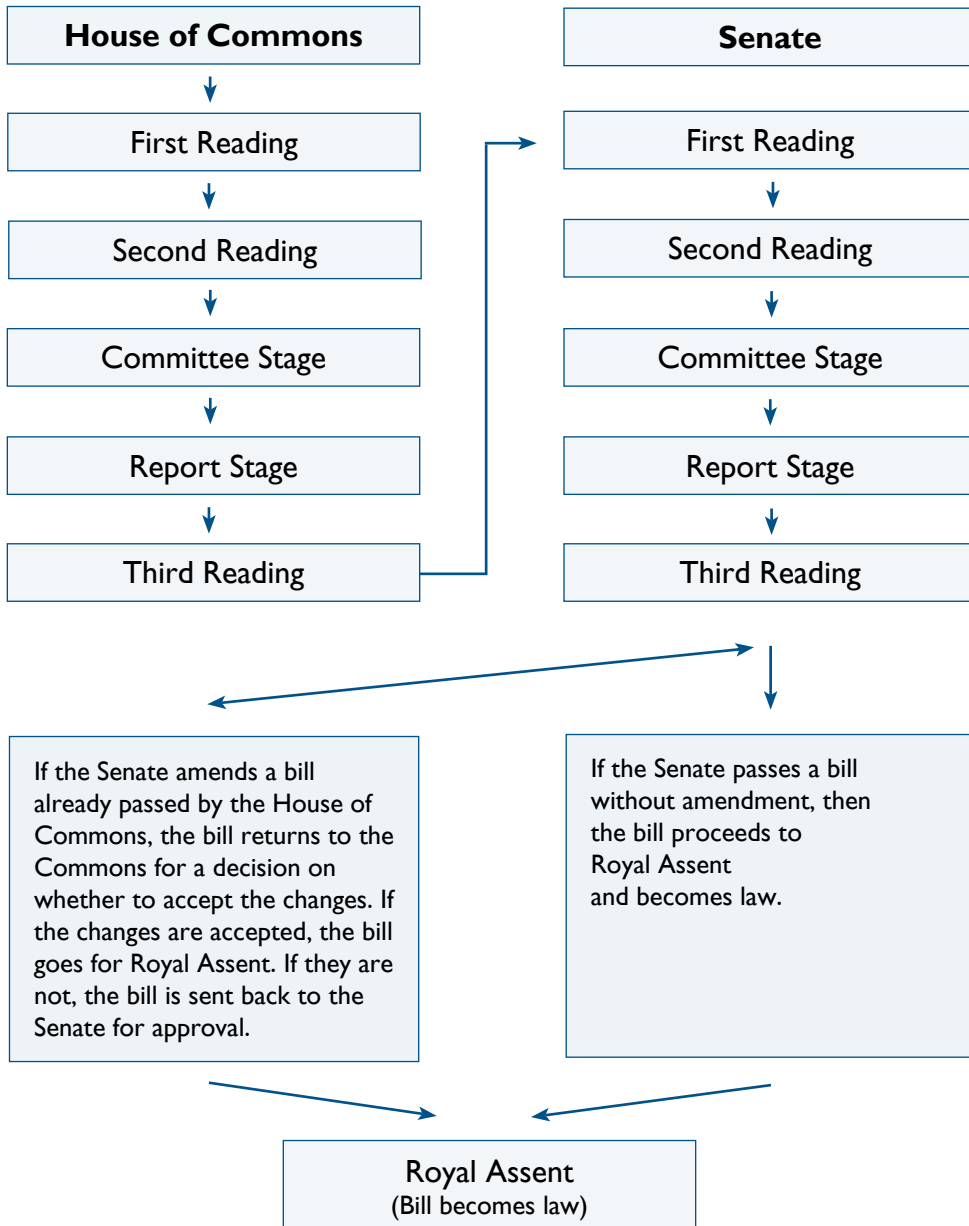 House of Commons
First Reading
Second Reading
Committee Stage
Report Stage
Third Reading
Senate
First Reading
Second Reading
Committee Stage
Report Stage
Third Reading
If the Senate amends a bill
already passed by the House of
Commons, the bill returns to the
Commons for a decision on
whether to accept the changes. If
the changes are accepted, the bill
goes for Royal Assent. If they are
not, the bill is sent back to the
Senate for approval.
If the Senate passes a bill
without amendment, then
the bill proceeds to
Royal Assent
and becomes law.
Royal Assent
(Bill becomes law)